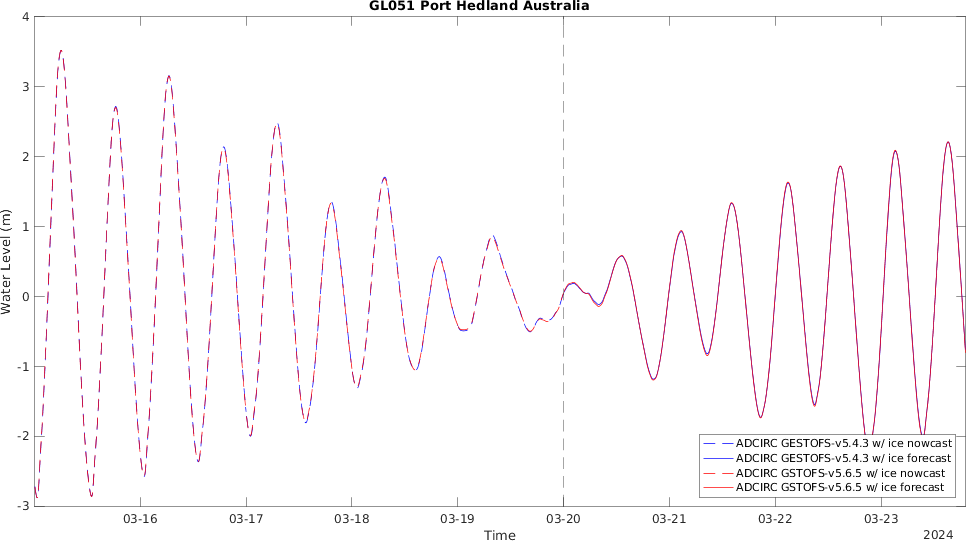 GL051 Port Hedland Australia
4
3
2
1
0
-1
-2
-3
Water Level (m)
03-16
03-17
03-18
03-19
03-20
03-21
03-22
03-23
Time
2024
ADCIRC GESTOFS-v5.4.3 w/ ice nowcast
ADCIRC GESTOFS-v5.4.3 w/ ice forecast
ADCIRC GSTOFS-v5.6.5 w/ ice nowcast
ADCIRC GSTOFS-v5.6.5 w/ ice forecast